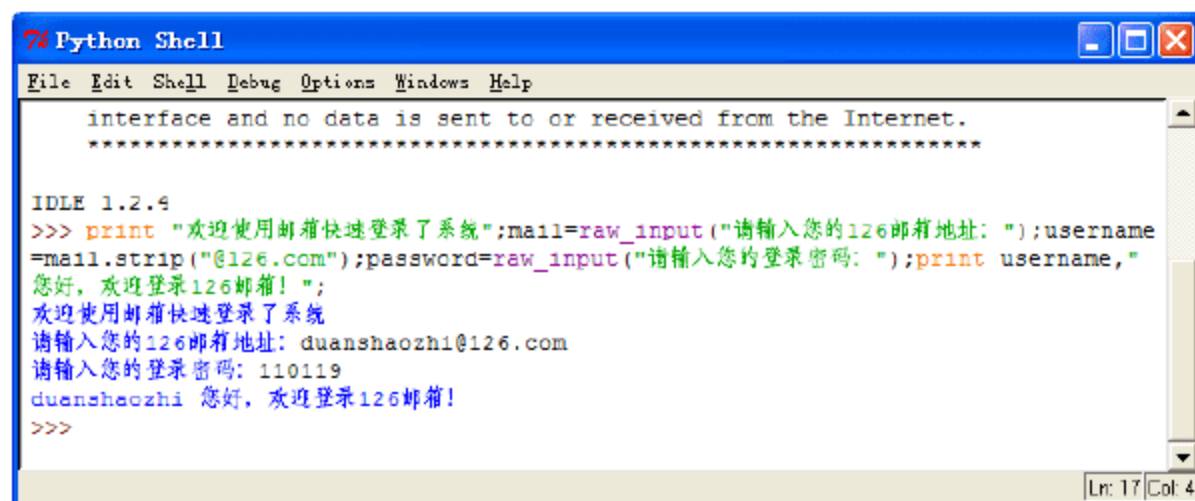 Python Shell
File Edit Shell Debug Options Windows Help
interface and no data is sent to or received from the Internet.
****************************************************************
IDLE 1.2.4
>>> print "欢迎使用邮箱快速登录了系统";mail=raw_input("请输入您的126邮箱地址：");username
=mail.strip("@126.com");password=raw_input("请输入您的登录密码：");print username,"
您好，欢迎登录126邮箱！";
欢迎使用邮箱快速登录了系统
请输入您的126邮箱地址：duanshaozhi@126.com
请输入您的登录密码：110119
duanshaozhi 您好，欢迎登录126邮箱！
>>>
Ln: 17 Col: 4